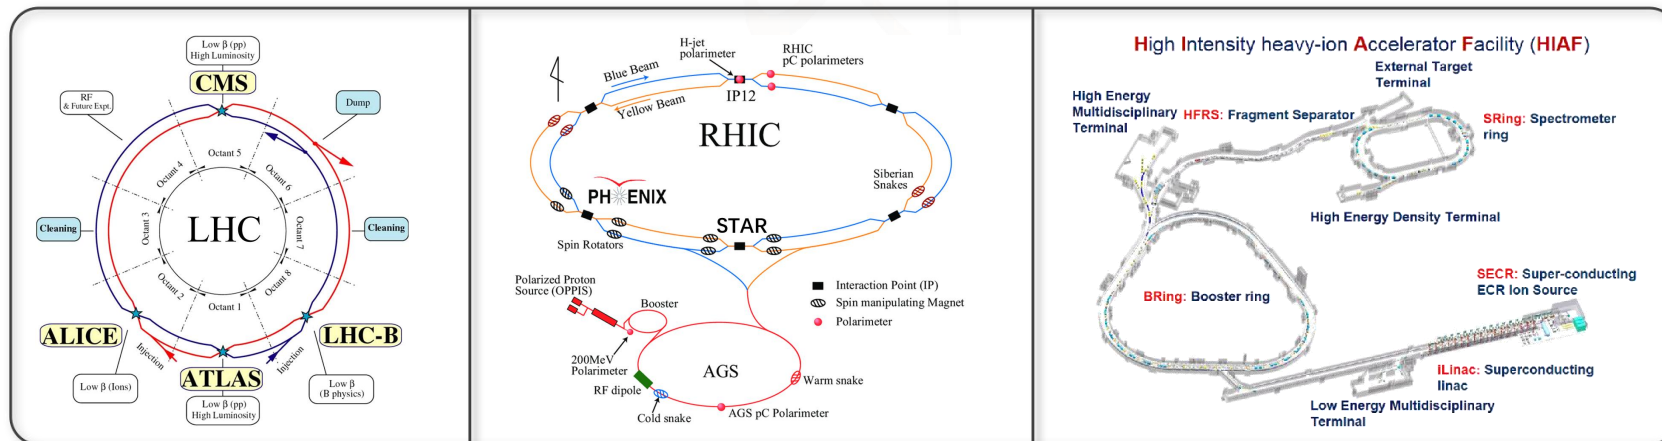 Low β (pp)
High Luminosity
CMS
RF
& Future Expt.
Dump
Octant 5
Octant 4
Octant 6
Octant 3
LHC
Octant 7
Cleaning
Cleaning
Octant 2
Octant 8
Octant 1
ALICE
LHC-B
Injection
Injection
ATLAS
Low β (Ions)
Low β
(B physics)
Low β (pp)
High Luminosity
H-jet
polarimeter
RHIC
pC polarimeters
Blue Beam
IP12
Yellow Beam
RHIC
PHENIX
Siberian
Snakes
STAR
Spin Rotators
Polarized Proton
Source (OPPIS)
Booster
Interaction Point (IP)
Spin manipulating Magnet
Polarimeter
200MeV
Polarimeter
AGS
RF dipole
Warm snake
Cold snake
AGS pC Polarimeter
High Intensity heavy-ion Accelerator Facility (HIAF)
External Target
Terminal
High Energy
Multidisciplinary
Terminal
HFRS: Fragment Separator
SRing: Spectrometer
ring
High Energy Density Terminal
SECR: Super-conducting
ECR Ion Source
BRing: Booster ring
iLinac: Superconducting
linac
Low Energy Multidisciplinary
Terminal